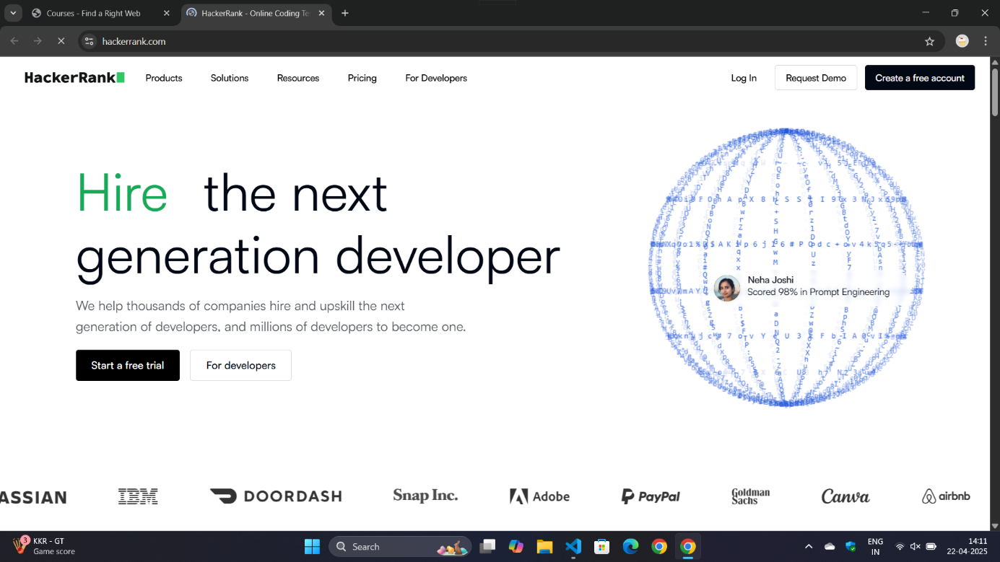 Courses - Find a Right Web
HackerRank - Online Coding Te
hackerrank.com
HackerRank
Products
Solutions
Resources
Pricing
For Developers
Log In
Request Demo
Create a free account
Hire the next
generation developer
We help thousands of companies hire and upskill the next
generation of developers, and millions of developers to become one.
Start a free trial
For developers
Neha Joshi
Scored 98% in Prompt Engineering
ASSIAN
IBM
DOORDASH
Snap Inc.
Adobe
PayPal
Goldman
Sachs
Canva
airbnb
3
KKR - GT
Game score
Search
ENG
IN
14:11
22-04-2025